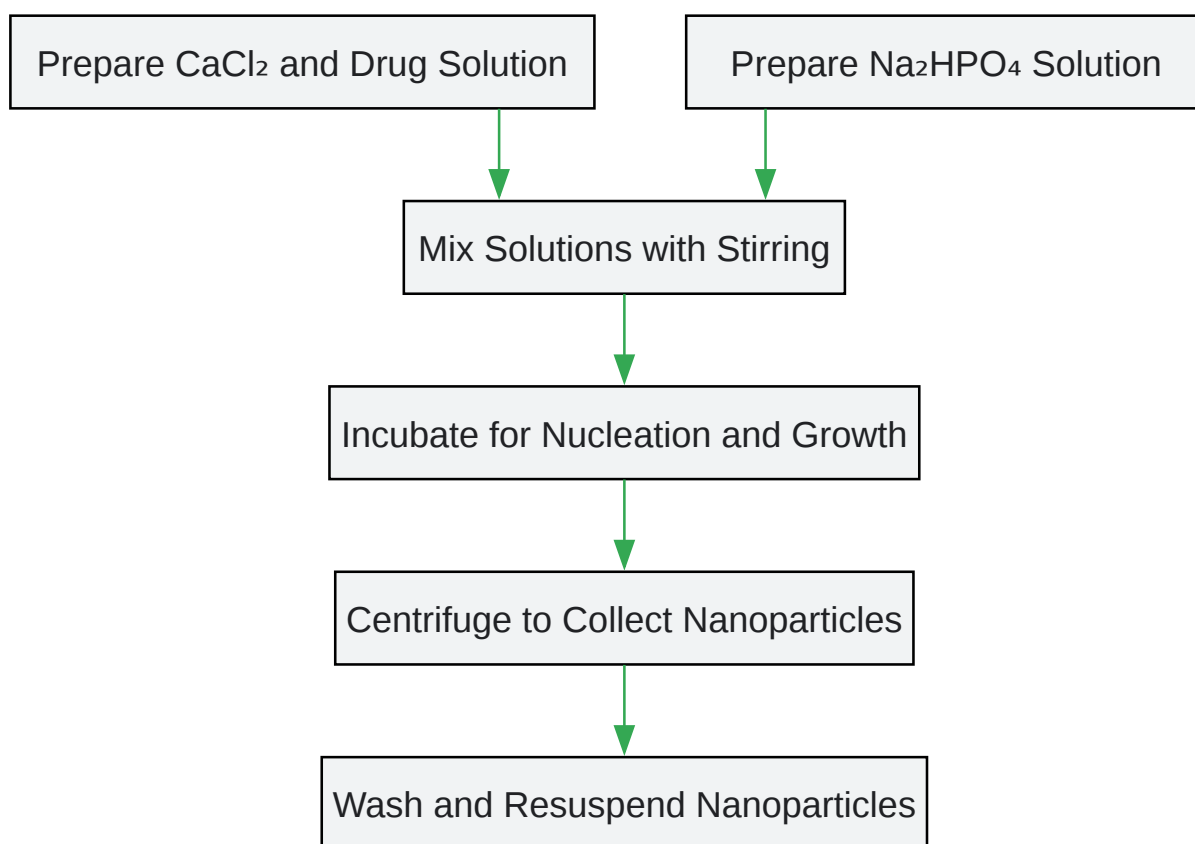 Prepare CaCl₂ and Drug Solution
Prepare Na₂HPO₄ Solution
Mix Solutions with Stirring
Incubate for Nucleation and Growth
Centrifuge to Collect Nanoparticles
Wash and Resuspend Nanoparticles